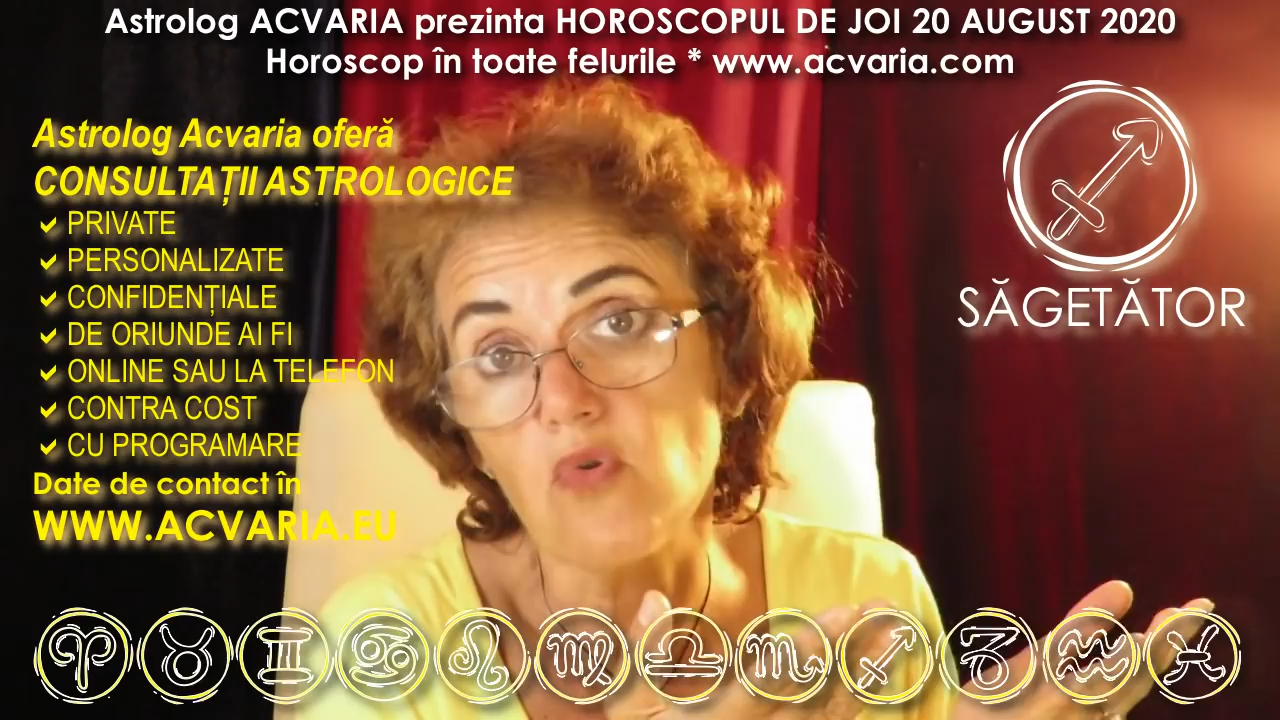 Astrolog ACVARIA prezinta HOROSCOPUL DE JOI 20 AUGUST 2020
Horoscop în toate felurile * www.acvaria.com
Astrolog Acvaria oferă
CONSULTAȚII ASTROLOGICE
PRIVATE
PERSONALIZATE
CONFIDENȚIALE
DE ORIUNDE AI FI
ONLINE SAU LA TELEFON
CONTRA COST
CU PROGRAMARE
Date de contact în
WWW.ACVARIA.EU
SĂGETĂTOR